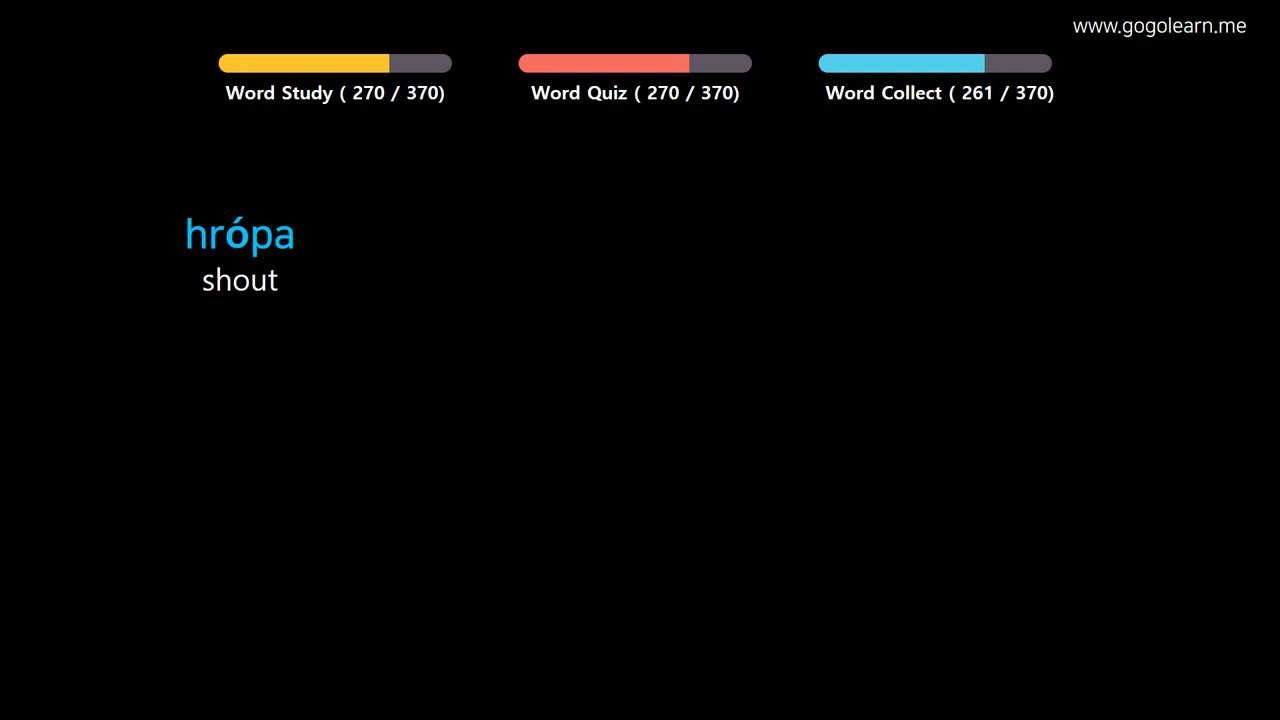 www.gogolearn.me
Word Study ( 270 / 370)
Word Quiz ( 270 / 370)
Word Collect ( 261 / 370)
hrópa
shout